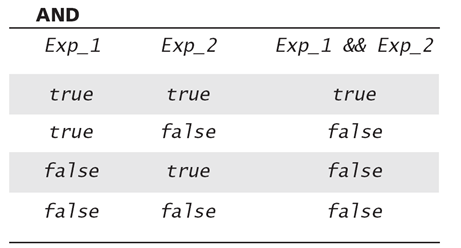 AND
Exp_1 Exp_2 Exp_1 && Exp_2
true true true
true false false
false true false
false false false